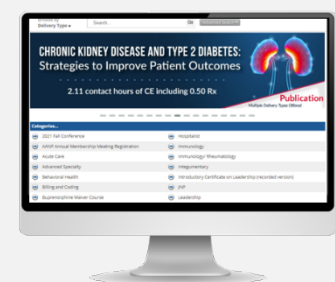 Delivery Type
Search
Go
CHRONIC KIDNEY DISEASE AND TYPE 2 DIABETES:
Strategies to Improve Patient Outcomes
2.11 contact hours of CE including 0.50 Rx
Publication
Multiple Delivery Types Offered
Categories...
2021 Fall Conference
Hospitalist
AANP Annual Membership Meeting Registration
Immunology
Acute Care
Immunology/ Rheumatology
Advanced Specialty
Integumentary
Behavioral Health
Introductory Certificate on Leadership (recorded version)
Billing and Coding
JNP
Buprenorphine Waiver Course
Leadership